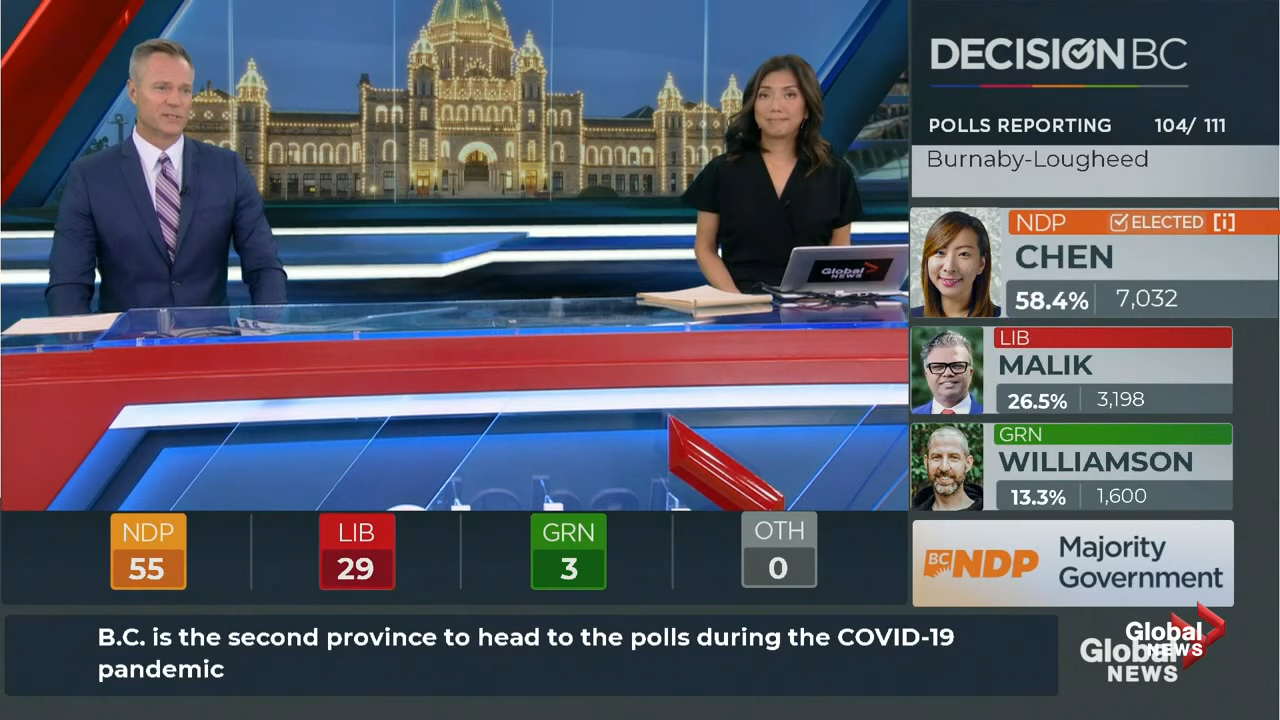 DECISION BC
POLLS REPORTING 104/ 111
Burnaby-Lougheed
NDP ELECTED [i]
CHEN
58.4% 7,032
LIB
MALIK
26.5% 3,198
GRN
WILLIAMSON
13.3% 1,600
BC NDP
Majority
Government
Global
NEWS
Global
NDP
55
LIB
29
GRN
3
OTH
0
B.C. is the second province to head to the polls during the COVID-19
pandemic
Global
NEWS
Global
NEWS